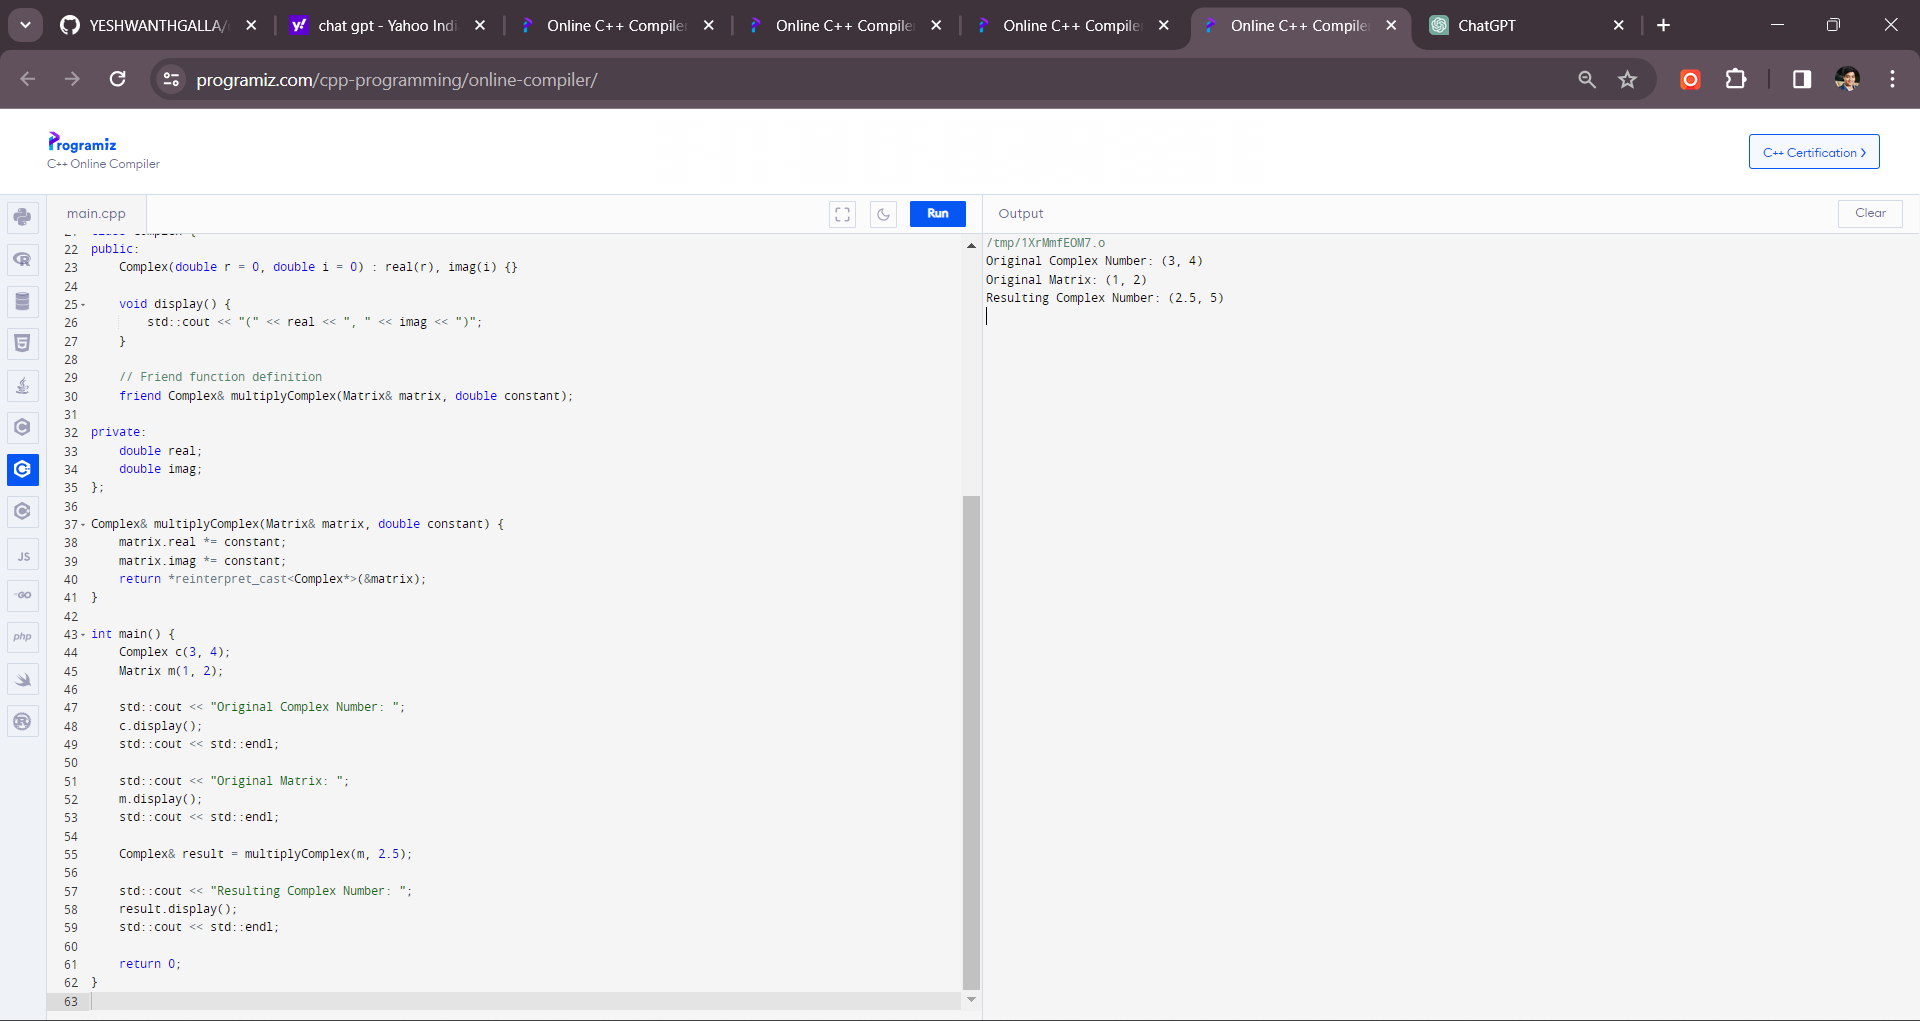 YESHWANTHGALLA/
chat gpt - Yahoo Indi
Online C++ Compiler
Online C++ Compiler
Online C++ Compiler
Online C++ Compiler
ChatGPT
programiz.com/cpp-programming/online-compiler/
Programiz
C++ Online Compiler
C++ Certification >
main.cpp
Run
Output
Clear
22 public:
23     Complex(double r = 0, double i = 0) : real(r), imag(i) {}
24
25     void display() {
26         std::cout << "(" << real << ", " << imag << ")";
27     }
28
29     // Friend function definition
30     friend Complex& multiplyComplex(Matrix& matrix, double constant);
31
32 private:
33     double real;
34     double imag;
35 };
36
37 Complex& multiplyComplex(Matrix& matrix, double constant) {
38     matrix.real *= constant;
39     matrix.imag *= constant;
40     return *reinterpret_cast<Complex*>(&matrix);
41 }
42
43 int main() {
44     Complex c(3, 4);
45     Matrix m(1, 2);
46
47     std::cout << "Original Complex Number: ";
48     c.display();
49     std::cout << std::endl;
50
51     std::cout << "Original Matrix: ";
52     m.display();
53     std::cout << std::endl;
54
55     Complex& result = multiplyComplex(m, 2.5);
56
57     std::cout << "Resulting Complex Number: ";
58     result.display();
59     std::cout << std::endl;
60
61     return 0;
62 }
63
/tmp/1XrMmfEOM7.o
Original Complex Number: (3, 4)
Original Matrix: (1, 2)
Resulting Complex Number: (2.5, 5)
JS
GO
php